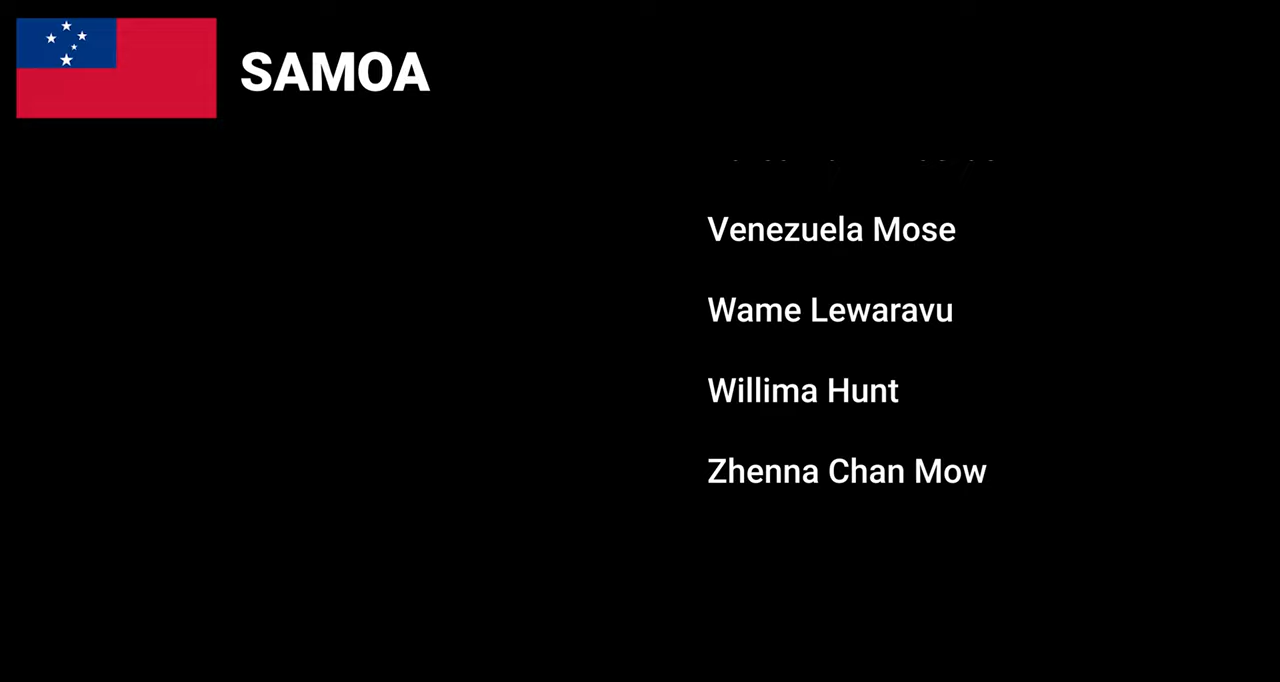 SAMOA
Venezuela Mose
Wame Lewaravu
Willima Hunt
Zhenna Chan Mow